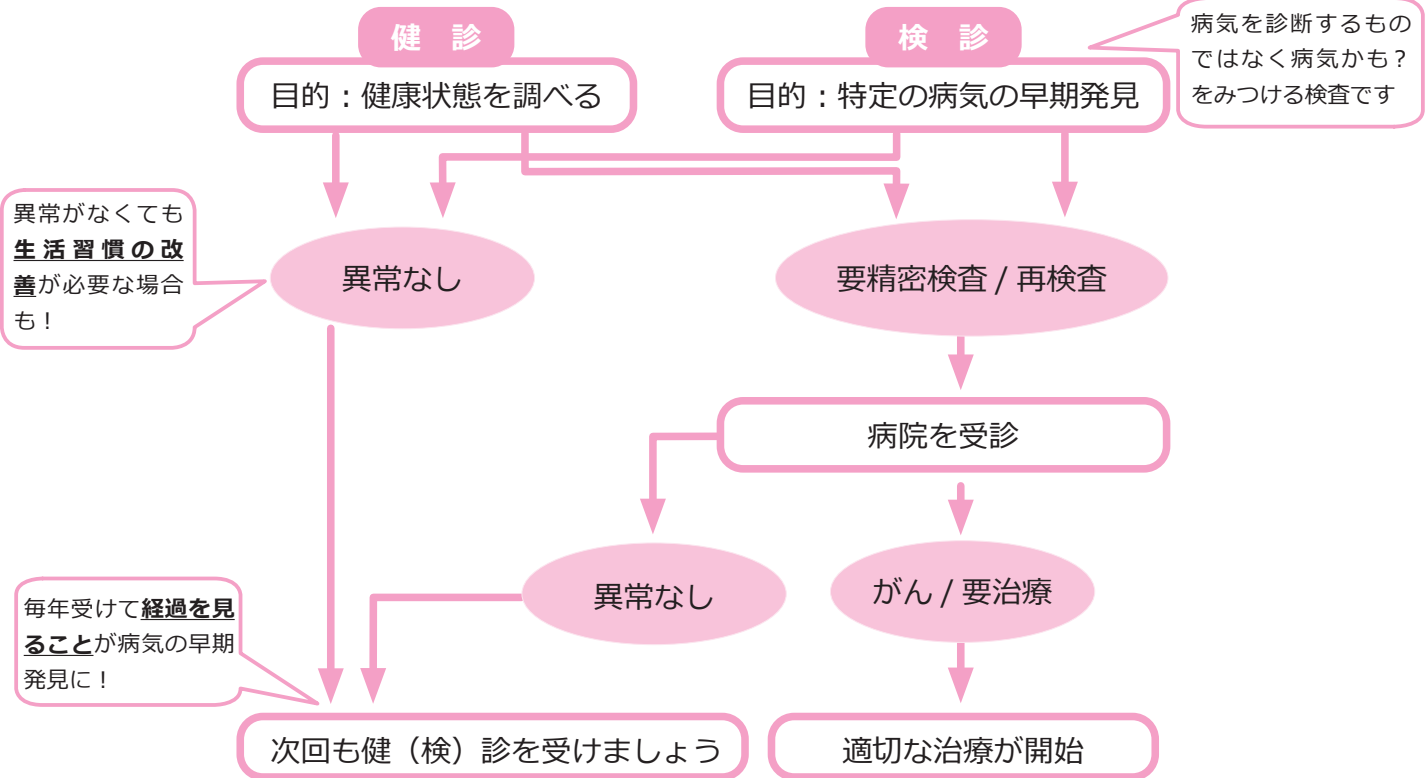 健 診
目的：健康状態を調べる
検 診
目的：特定の病気の早期発見
病気を診断するもの
ではなく病気かも？
をみつける検査です
異常がなくても
生活習慣の改
善が必要な場合
も！
異常なし
要精密検査 / 再検査
病院を受診
異常なし
がん / 要治療
毎年受けて経過を見
ることが病気の早期
発見に！
次回も健（検）診を受けましょう
適切な治療が開始